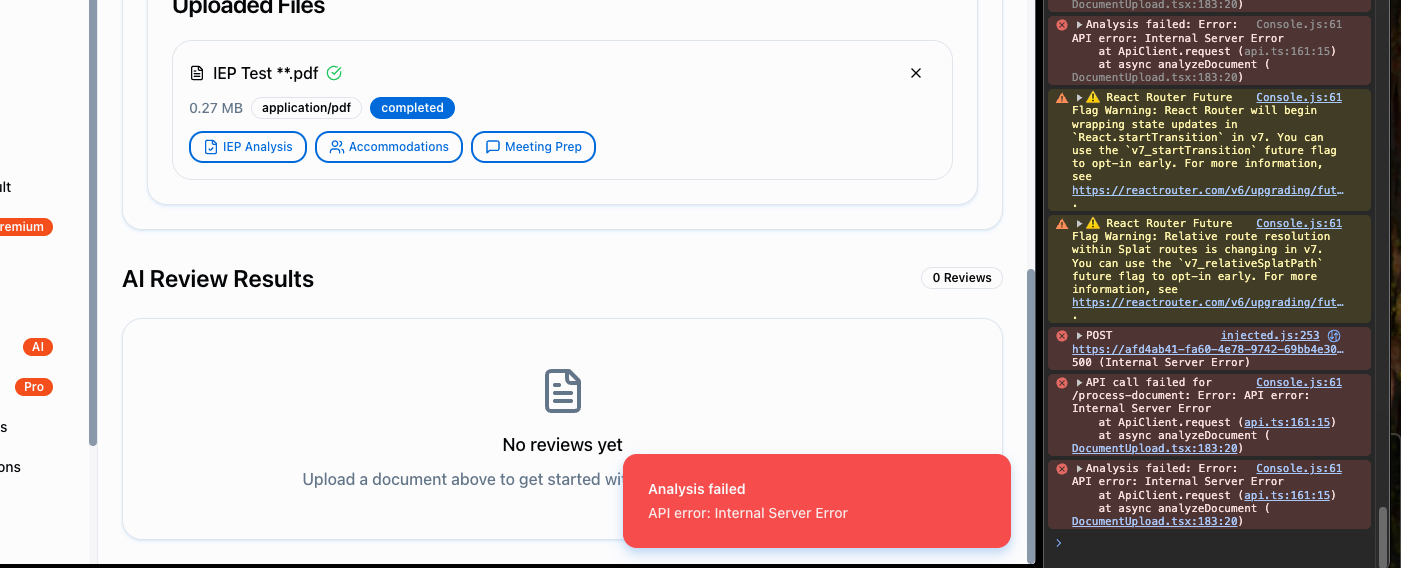 Uploaded Files
IEP Test **.pdf
0.27 MB application/pdf completed
IEP Analysis Accommodations Meeting Prep
ult
remium
AI
Pro
s
ons
AI Review Results
0 Reviews
No reviews yet
Upload a document above to get started wi
Analysis failed
API error: Internal Server Error
DocumentUpload.tsx:183:20)
Analysis failed: Error: Console.js:61
API error: Internal Server Error
at ApiClient.request (api.ts:161:15)
at async analyzeDocument (
DocumentUpload.tsx:183:20)
React Router Future Console.js:61
Flag Warning: React Router will begin
wrapping state updates in
`React.startTransition` in v7. You can
use the `v7_startTransition` future flag
to opt-in early. For more information,
see
https://reactrouter.com/v6/upgrading/fut…
.
React Router Future Console.js:61
Flag Warning: Relative route resolution
within Splat routes is changing in v7.
You can use the `v7_relativeSplatPath`
future flag to opt-in early. For more
information, see
https://reactrouter.com/v6/upgrading/fut…
.
POST injected.js:253
https://afd4ab41-fa60-4e78-9742-69bb4e30…
500 (Internal Server Error)
API call failed for Console.js:61
/process-document: Error: API error:
Internal Server Error
at ApiClient.request (api.ts:161:15)
at async analyzeDocument (
DocumentUpload.tsx:183:20)
Analysis failed: Error: Console.js:61
API error: Internal Server Error
at ApiClient.request (api.ts:161:15)
at async analyzeDocument (
DocumentUpload.tsx:183:20)